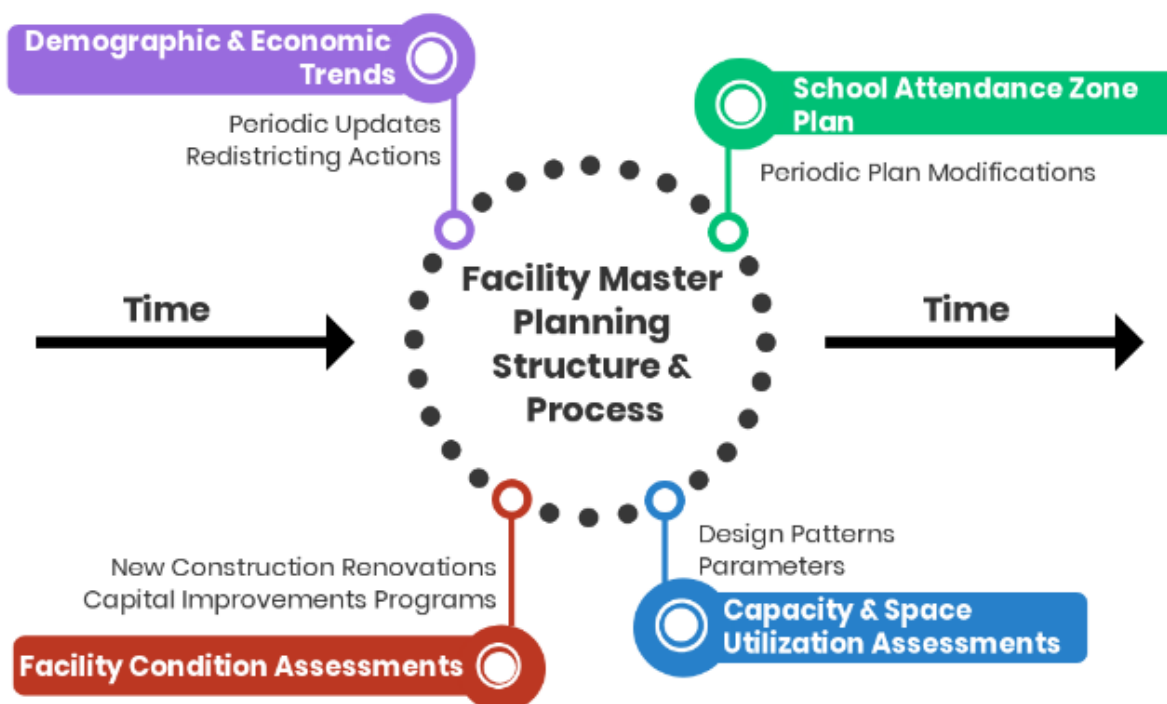 Demographic & Economic
Trends
Periodic Updates
Redistricting Actions
School Attendance Zone
Plan
Periodic Plan Modifications
Time
Facility Master
Planning
Structure &
Process
Time
New Construction Renovations
Capital Improvements Programs
Facility Condition Assessments
Design Patterns
Parameters
Capacity & Space
Utilization Assessments